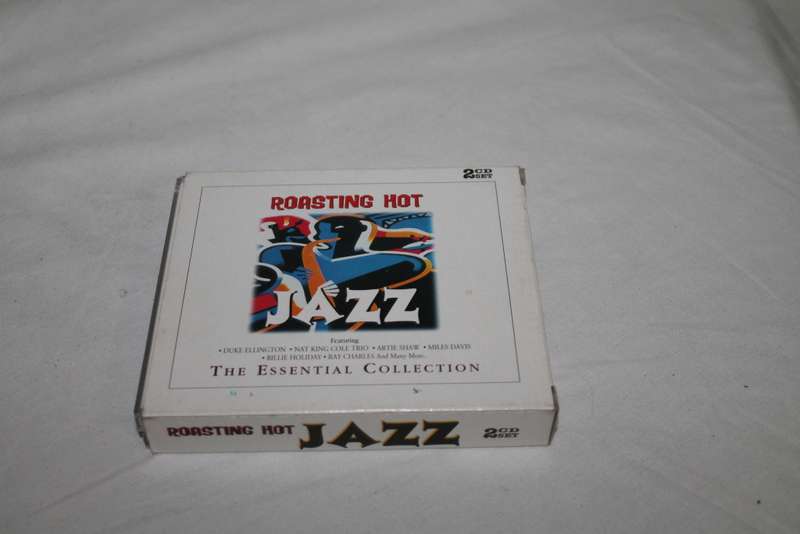 2CD SET
ROASTING HOT
JAZZ
Featuring
• DUKE ELLINGTON • NAT KING COLE TRIO • ARTIE SHAW • MILES DAVIS
• BILLIE HOLIDAY • RAY CHARLES And Many More.
THE ESSENTIAL COLLECTION
ROASTING HOT JAZZ 2CD SET